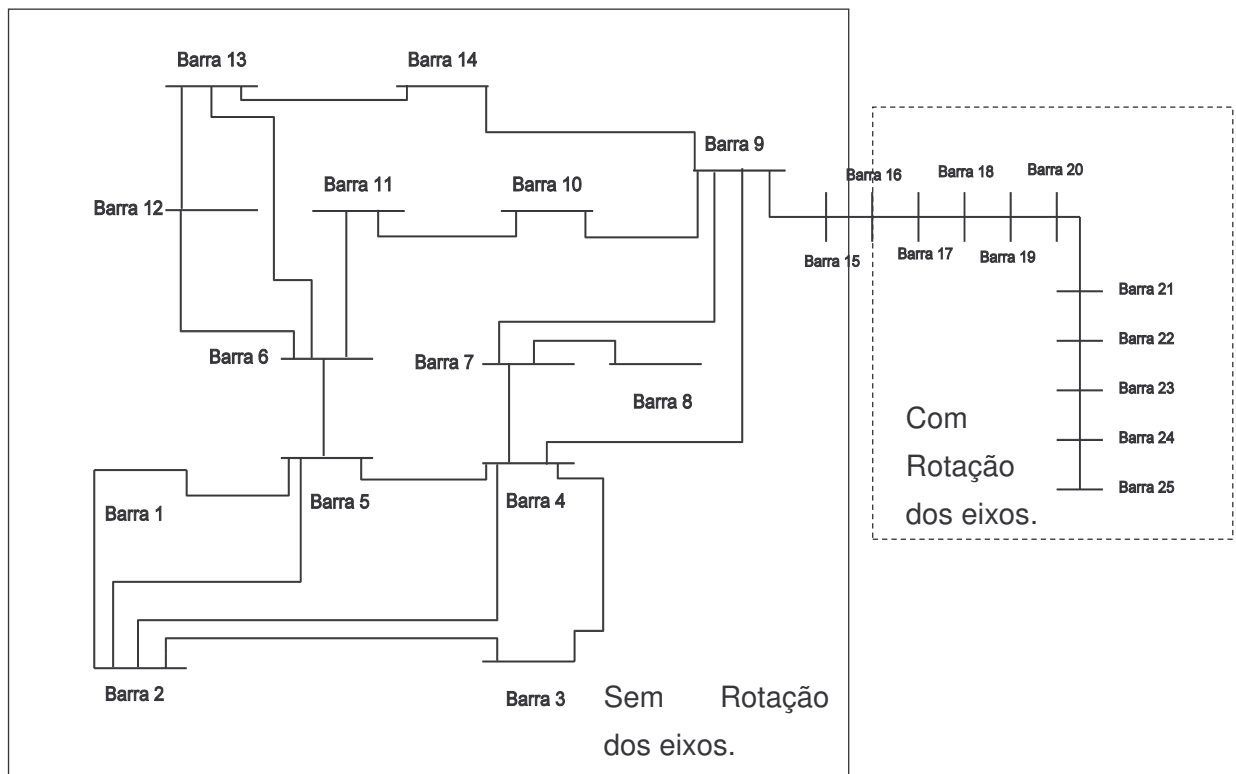 Barra 13
Barra 14
Barra 9
Barra 16
Barra 18
Barra 20
Barra 12
Barra 11
Barra 10
Barra 15
Barra 17
Barra 19
Barra 21
Barra 22
Barra 23
Barra 24
Barra 25
Barra 6
Barra 7
Barra 8
Com
Rotação
dos eixos.
Barra 1
Barra 5
Barra 4
Barra 2
Barra 3
Sem Rotação
dos eixos.